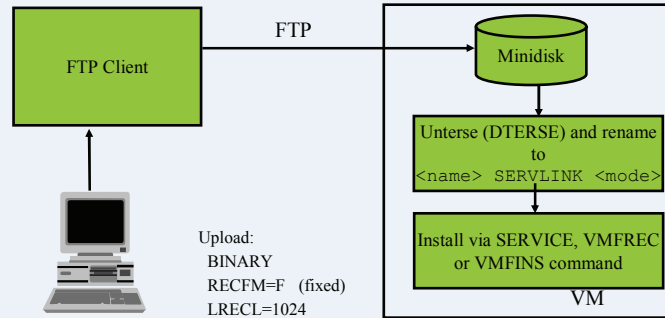 FTP
FTP Client
Minidisk
Unterse (DTERSE) and rename
to
<name> SERVLINK <mode>
Install via SERVICE, VMFREC
or VMFINS command
VM
Upload:
BINARY
RECFM=F (fixed)
LRECL=1024